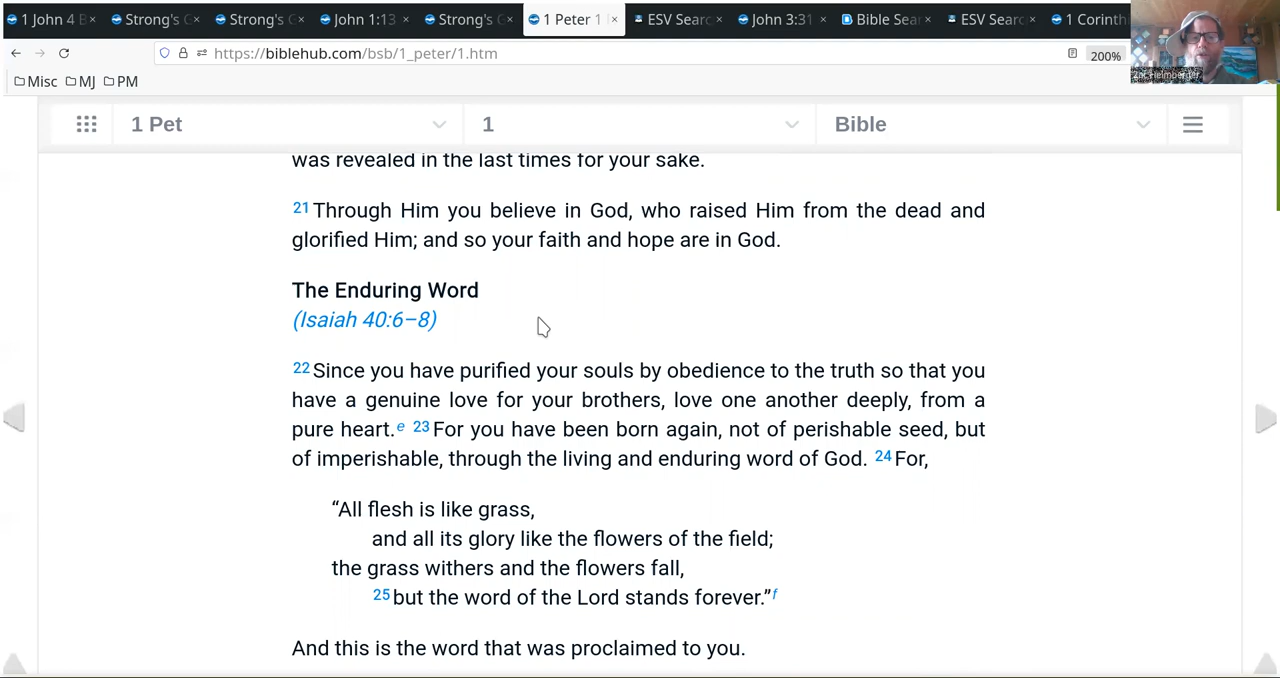 1 John 4 B
Strong's G
Strong's G
John 1:13
Strong's G
1 Peter 1
ESV Searc
John 3:31
Bible Sear
ESV Searc
1 Corinth
https://biblehub.com/bsb/1_peter/1.htm
200%
Zac Helmberger
Misc MJ PM
1 Pet 1 Bible
was revealed in the last times for your sake.
21 Through Him you believe in God, who raised Him from the dead and
glorified Him; and so your faith and hope are in God.
The Enduring Word
(Isaiah 40:6–8)
22 Since you have purified your souls by obedience to the truth so that you
have a genuine love for your brothers, love one another deeply, from a
pure heart.e 23 For you have been born again, not of perishable seed, but
of imperishable, through the living and enduring word of God. 24 For,
“All flesh is like grass,
and all its glory like the flowers of the field;
the grass withers and the flowers fall,
25 but the word of the Lord stands forever.”f
And this is the word that was proclaimed to you.